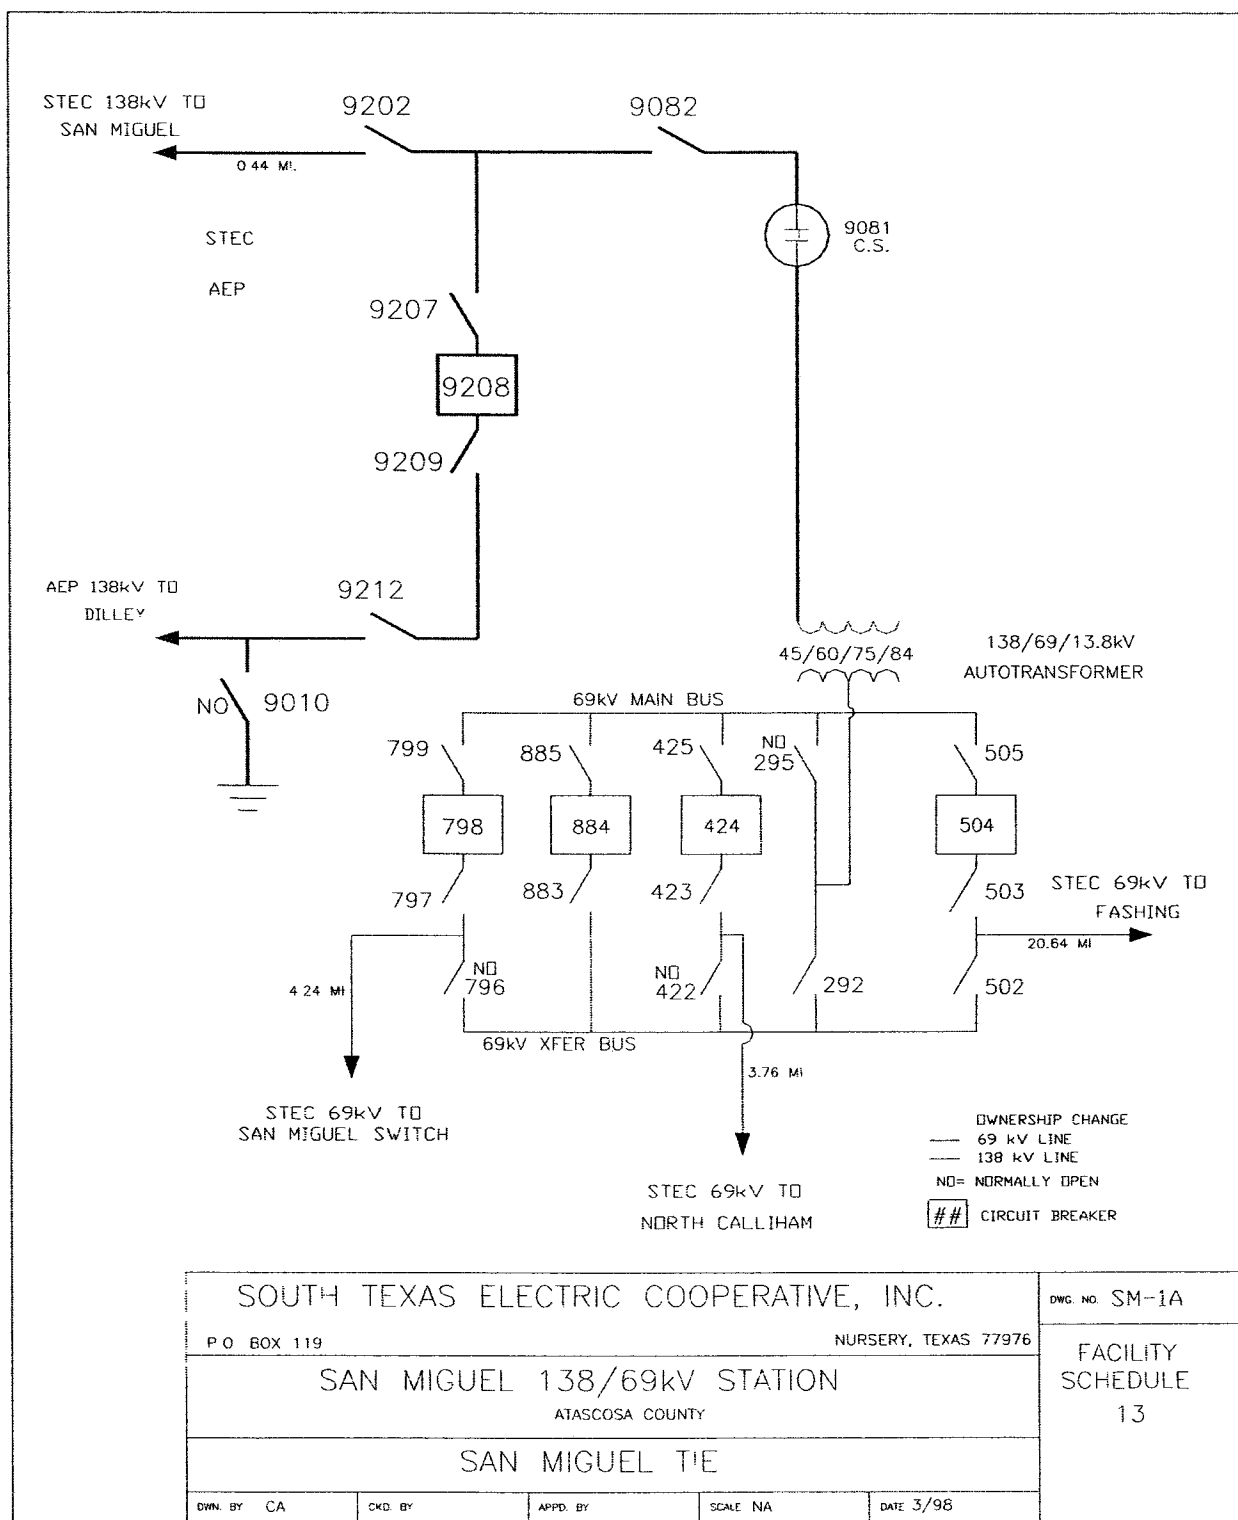 STEC 138kV TO
SAN MIGUEL
0.44 MI.
9202
9082
STEC
AEP
9081
C.S.
9207
9208
9209
AEP 138kV TO
DILLEY
9212
NO 9010
45/60/75/84
138/69/13.8kV
AUTOTRANSFORMER
69kV MAIN BUS
799
885
425
NO
295
505
798
884
424
504
797
883
423
503
STEC 69kV TO
FASHING
20.64 MI
4.24 MI
NO
796
NO
422
292
502
69kV XFER BUS
3.76 MI
STEC 69kV TO
SAN MIGUEL SWITCH
STEC 69kV TO
NORTH CALLIHAM
OWNERSHIP CHANGE
69 kV LINE
138 kV LINE
NO= NORMALLY OPEN
## CIRCUIT BREAKER
SOUTH TEXAS ELECTRIC COOPERATIVE, INC.
P O BOX 119
NURSERY, TEXAS 77976
SAN MIGUEL 138/69kV STATION
ATASCOSA COUNTY
SAN MIGUEL TIE
DWN. BY CA
CKD. BY
APPD. BY
SCALE NA
DATE 3/98
DWG. NO. SM-1A
FACILITY
SCHEDULE
13